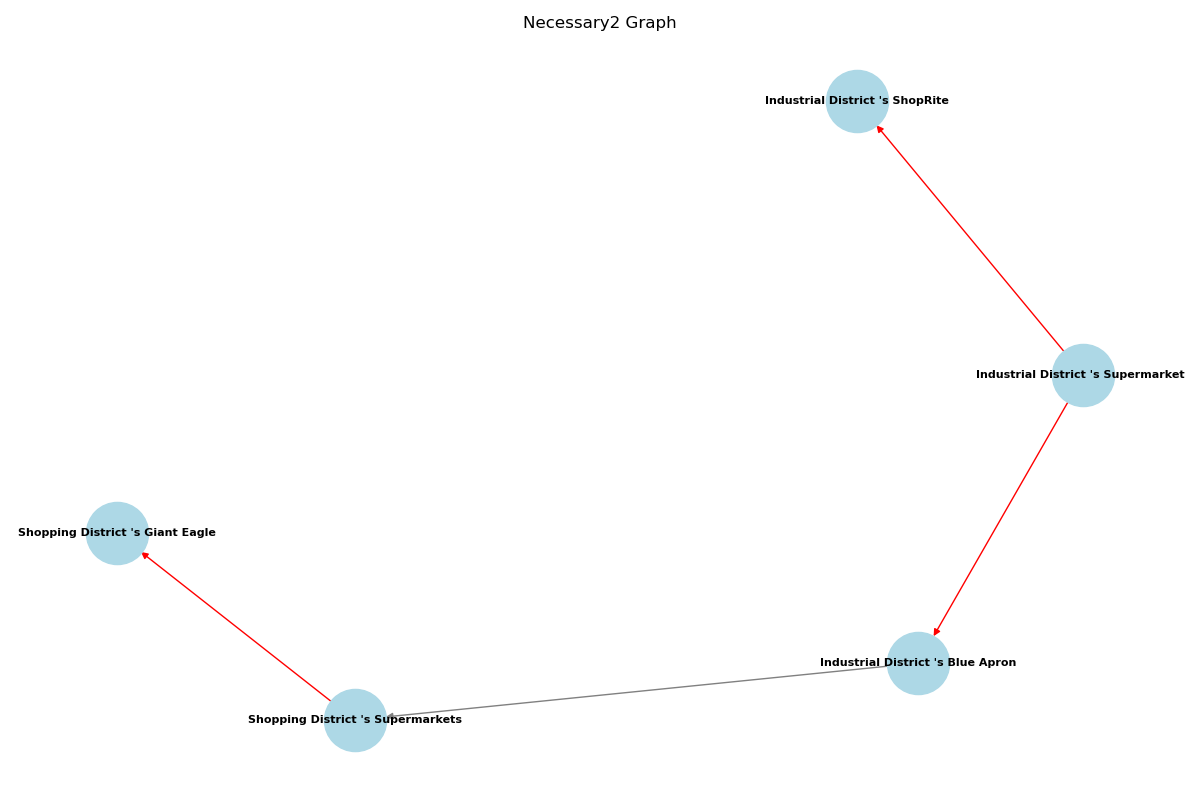 Necessary2 Graph
Industrial District 's ShopRite
Industrial District 's Supermarket
Shopping District 's Giant Eagle
Industrial District 's Blue Apron
Shopping District 's Supermarkets